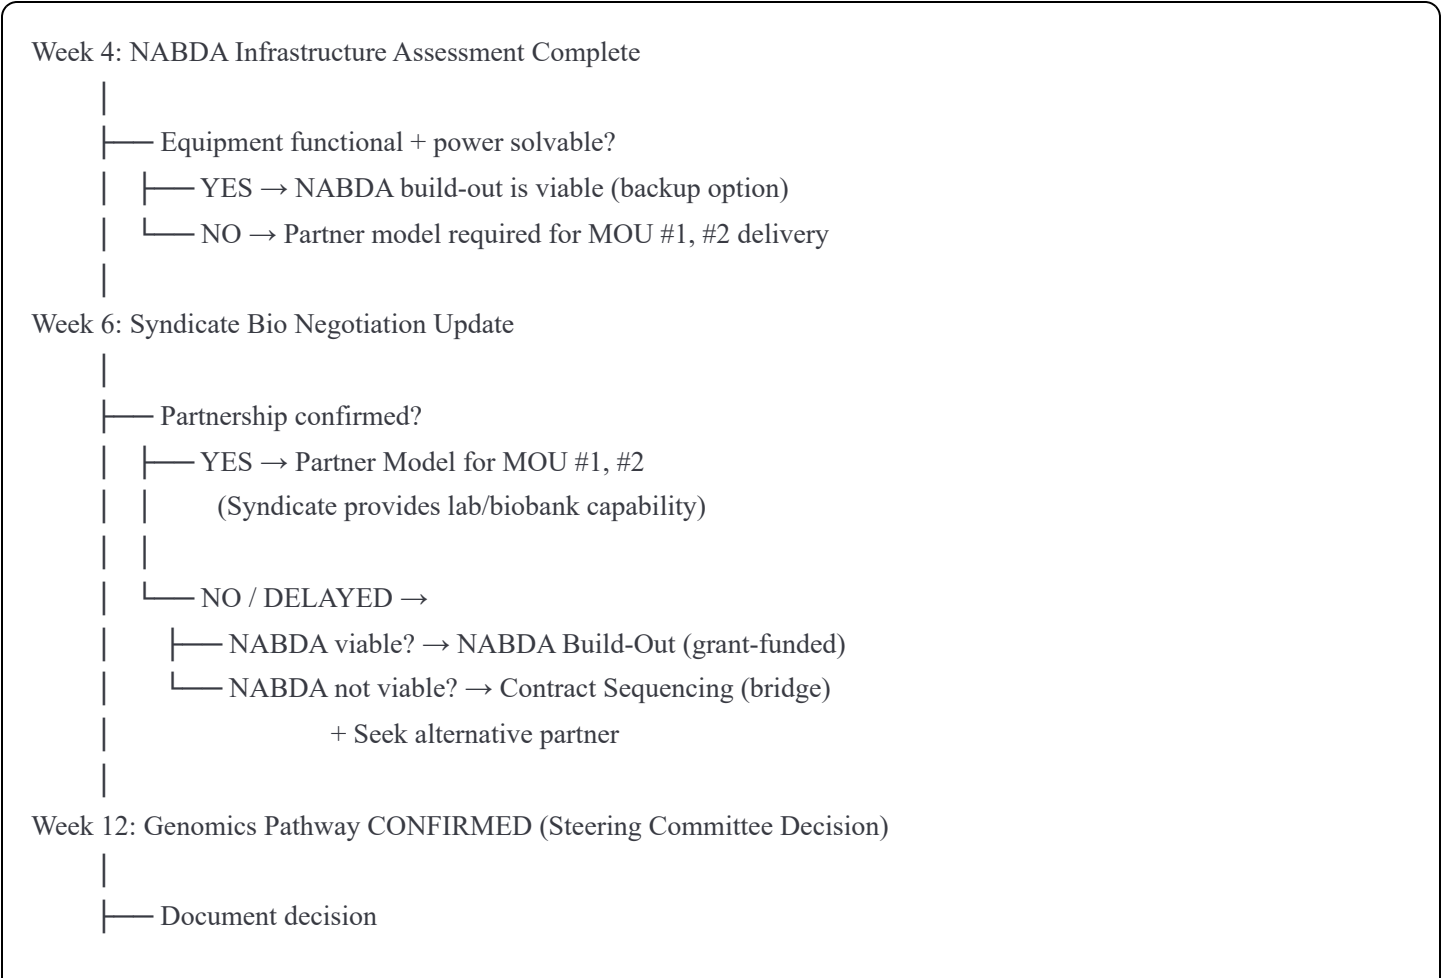 Week 4: NABDA Infrastructure Assessment Complete
Equipment functional + power solvable?
YES → NABDA build-out is viable (backup option)
NO → Partner model required for MOU #1, #2 delivery
Week 6: Syndicate Bio Negotiation Update
Partnership confirmed?
YES → Partner Model for MOU #1, #2
(Syndicate provides lab/biobank capability)
NO / DELAYED →
NABDA viable? → NABDA Build-Out (grant-funded)
NABDA not viable? → Contract Sequencing (bridge)
+ Seek alternative partner
Week 12: Genomics Pathway CONFIRMED (Steering Committee Decision)
Document decision